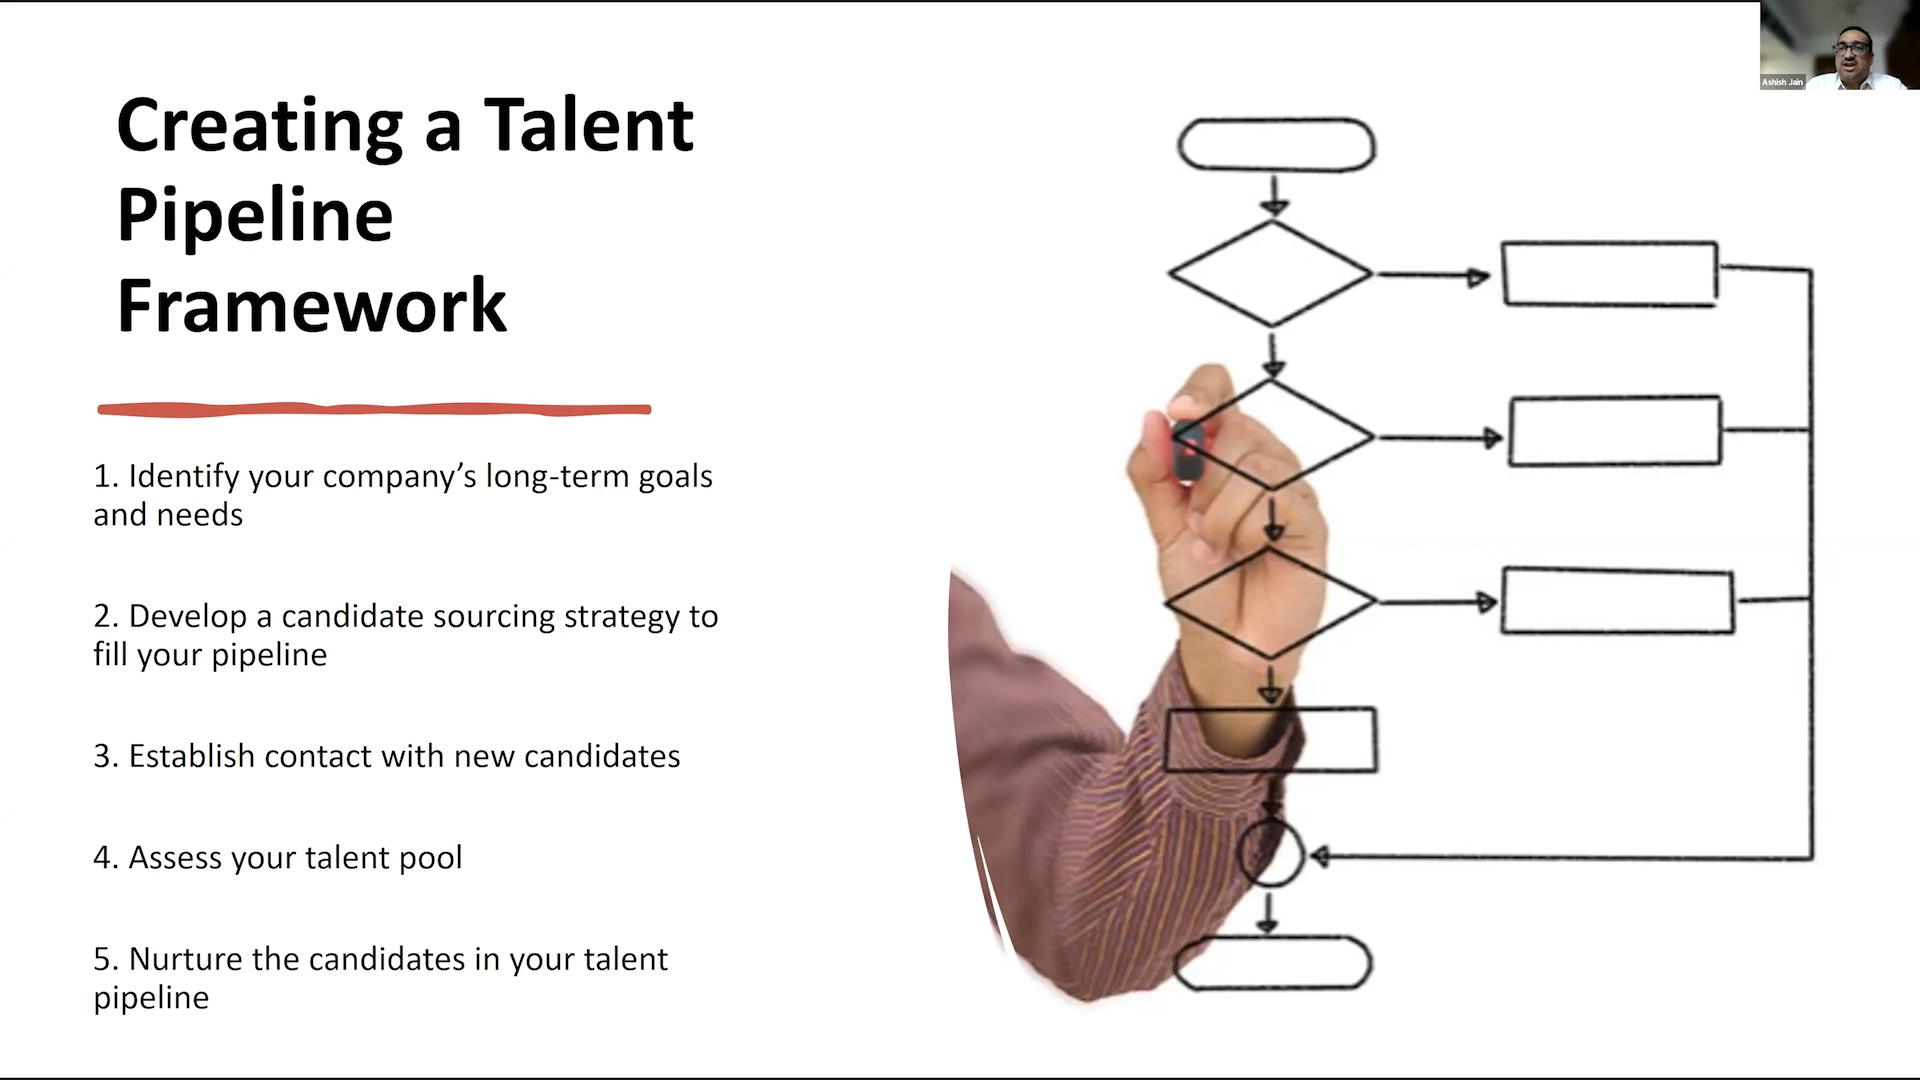 Ashish Jain
Creating a Talent
Pipeline
Framework
1. Identify your company’s long-term goals
and needs
2. Develop a candidate sourcing strategy to
fill your pipeline
3. Establish contact with new candidates
4. Assess your talent pool
5. Nurture the candidates in your talent
pipeline